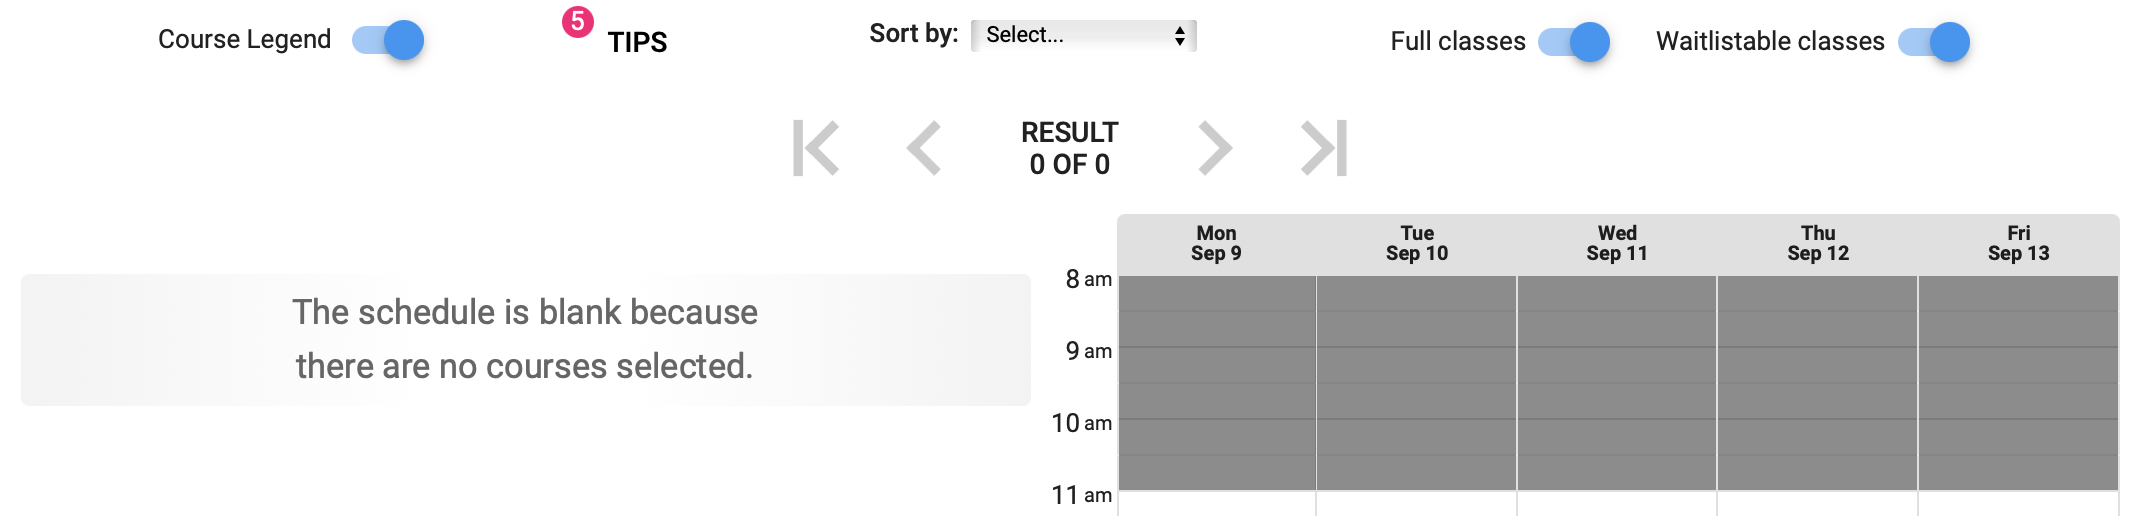 Course Legend
5
TIPS
Sort by:
Select...
Full classes
Waitlistable classes
RESULT
0 OF 0
The schedule is blank because
there are no courses selected.
Mon
Sep 9
Tue
Sep 10
Wed
Sep 11
Thu
Sep 12
Fri
Sep 13
8 am
9 am
10 am
11 am